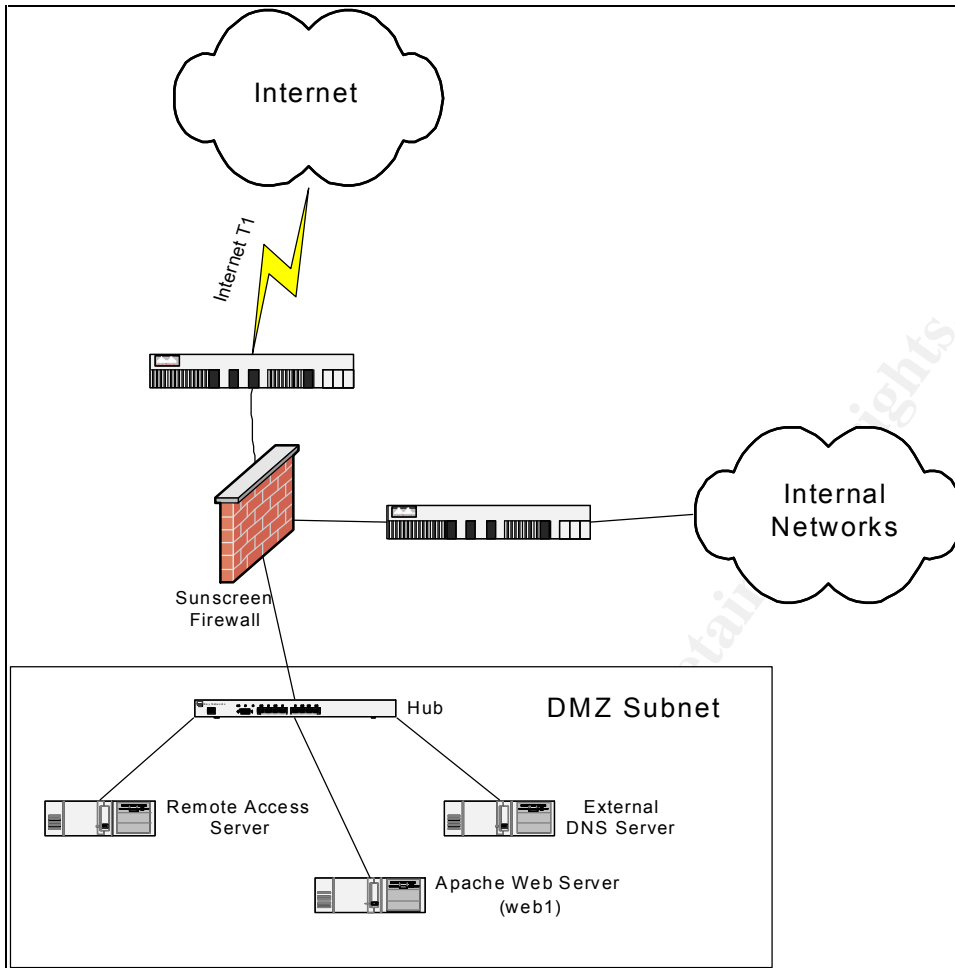 Internet
Internet T1
Internal
Networks
Sunscreen
Firewall
Hub
DMZ Subnet
Remote Access
Server
External
DNS Server
Apache Web Server
(web1)